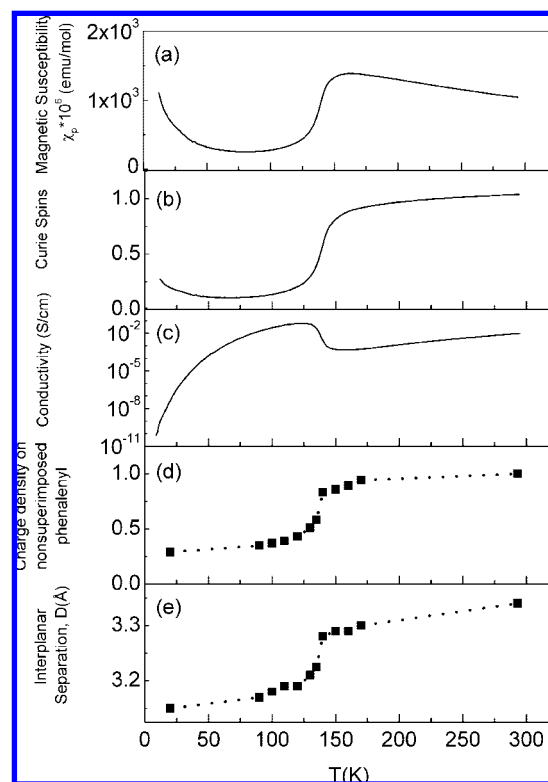 Magnetic Susceptibility
χp*10⁶ (emu/mol)
2x10³
1x10³
0
(a)
Curie Spins
1.0
0.5
0.0
(b)
Conductivity (S/cm)
10⁻²
10⁻⁵
10⁻⁸
10⁻¹¹
(c)
Charge density on
nonsuperimposed
phenalenyl
1.0
0.5
0.0
(d)
Interplanar
Separation, D(Å)
3.3
3.2
(e)
0 50 100 150 200 250 300
T(K)